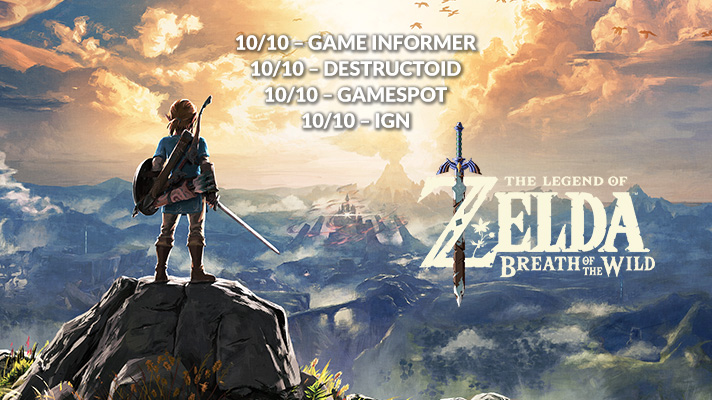 10/10 – GAME INFORMER
10/10 – DESTRUCTOID
10/10 – GAMESPOT
10/10 – IGN
THE LEGEND OF
ZELDA
BREATH OF THE WILD